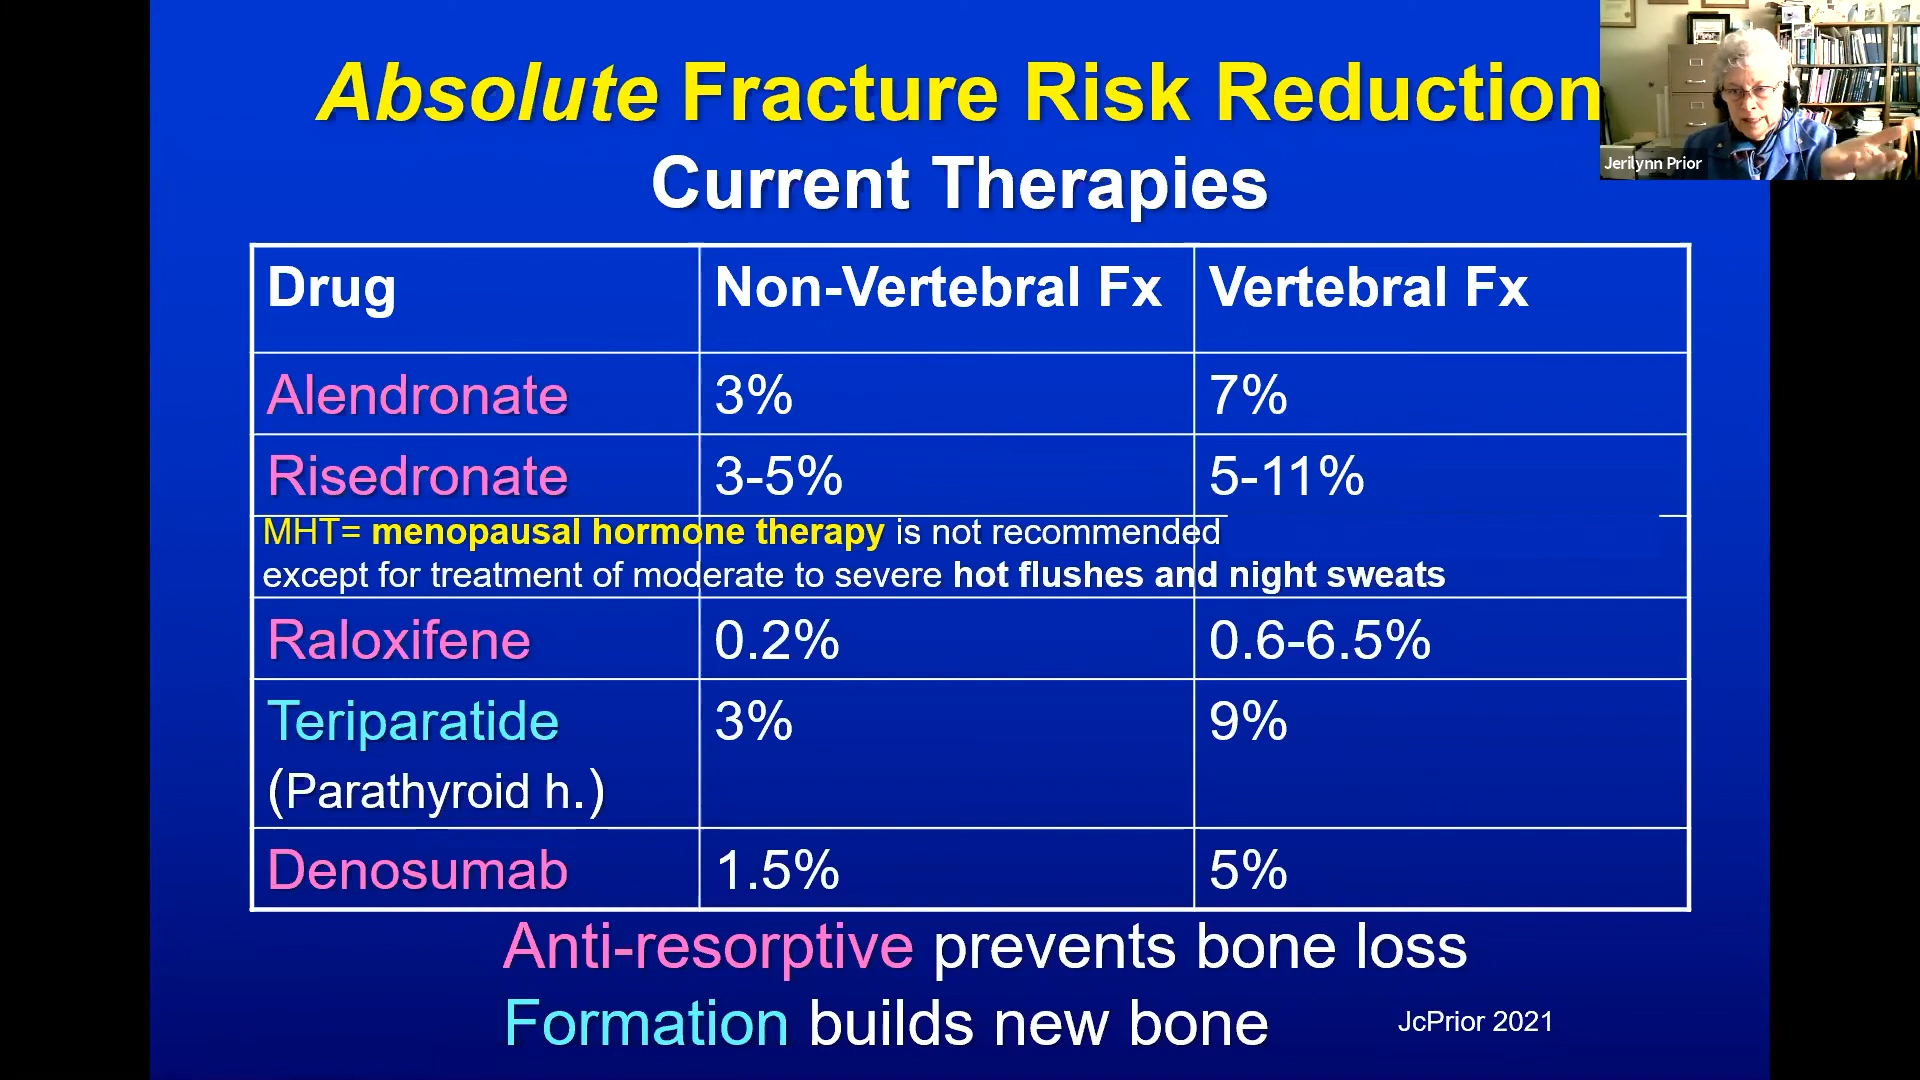 Absolute Fracture Risk Reduction
Current Therapies
Jerilynn Prior
Drug Non-Vertebral Fx Vertebral Fx
Alendronate 3% 7%
Risedronate 3-5% 5-11%
MHT= menopausal hormone therapy is not recommended
except for treatment of moderate to severe hot flushes and night sweats
Raloxifene 0.2% 0.6-6.5%
Teriparatide 3% 9%
(Parathyroid h.)
Denosumab 1.5% 5%
Anti-resorptive prevents bone loss
Formation builds new bone
JcPrior 2021